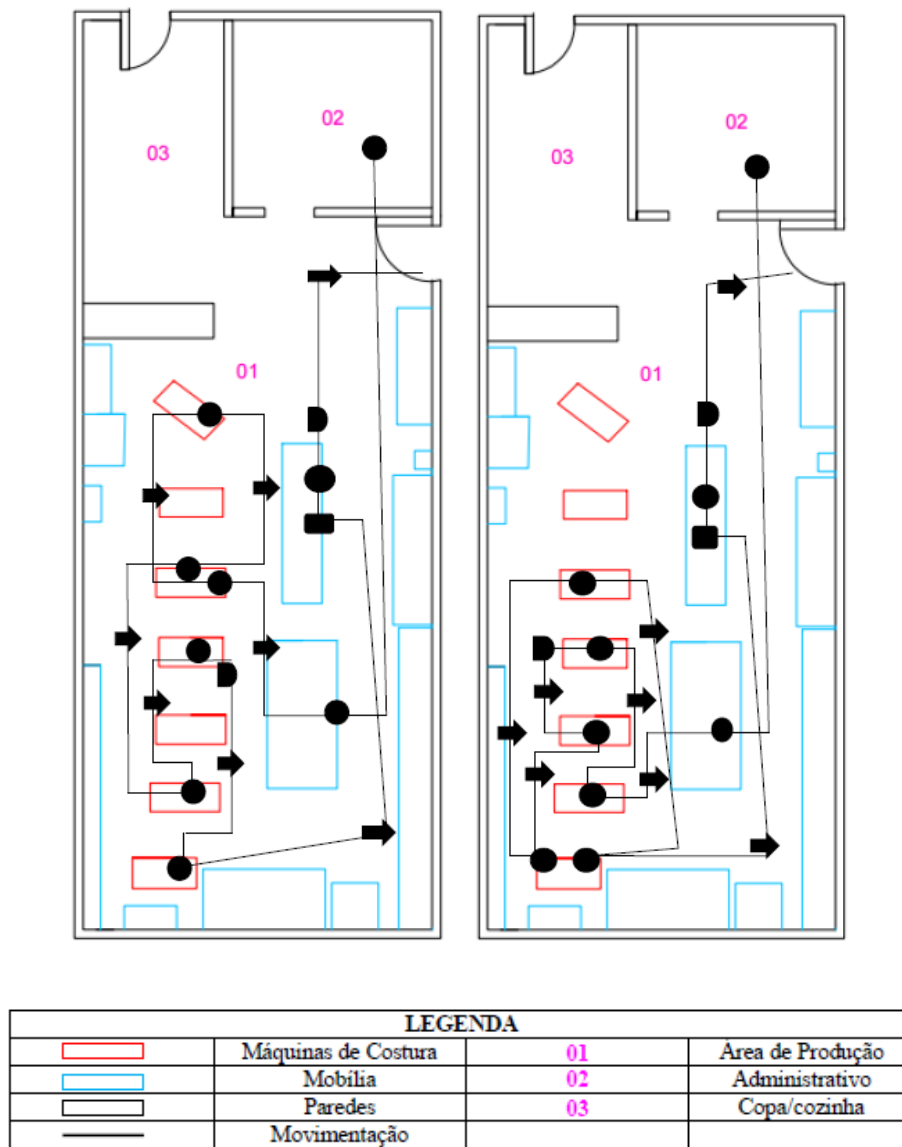 02
03
01
02
03
01
LEGENDA
Máquinas de Costura 01 Área de Produção
Mobília 02 Administrativo
Paredes 03 Copa/cozinha
Movimentação